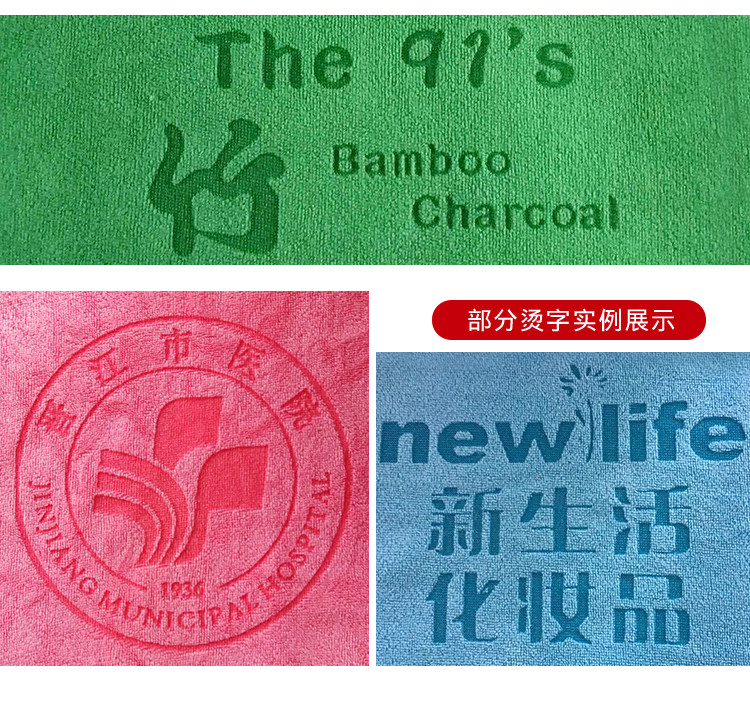 The 91's
竹
Bamboo
Charcoal
部分烫字实例展示
晋江市医院
1936
JINJIANG MUNICIPAL HOSPITAL
new life
新生活
化妆品